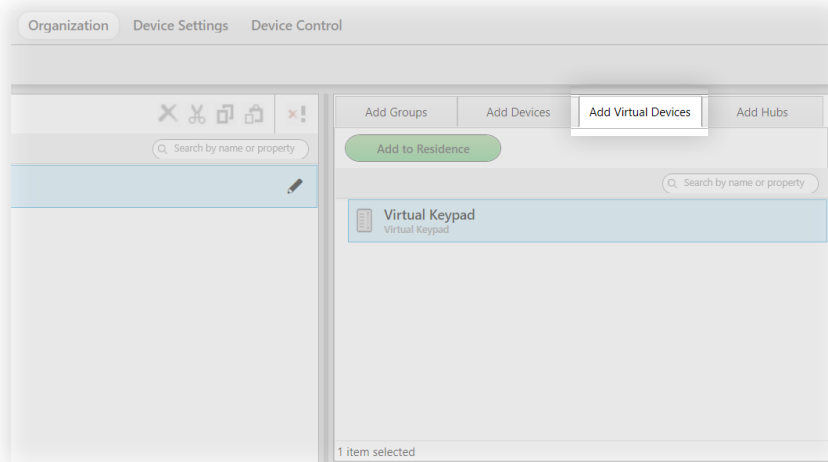 Organization Device Settings Device Control
Add Groups Add Devices Add Virtual Devices Add Hubs
Search by name or property
Add to Residence
Search by name or property
Virtual Keypad
Virtual Keypad
1 item selected